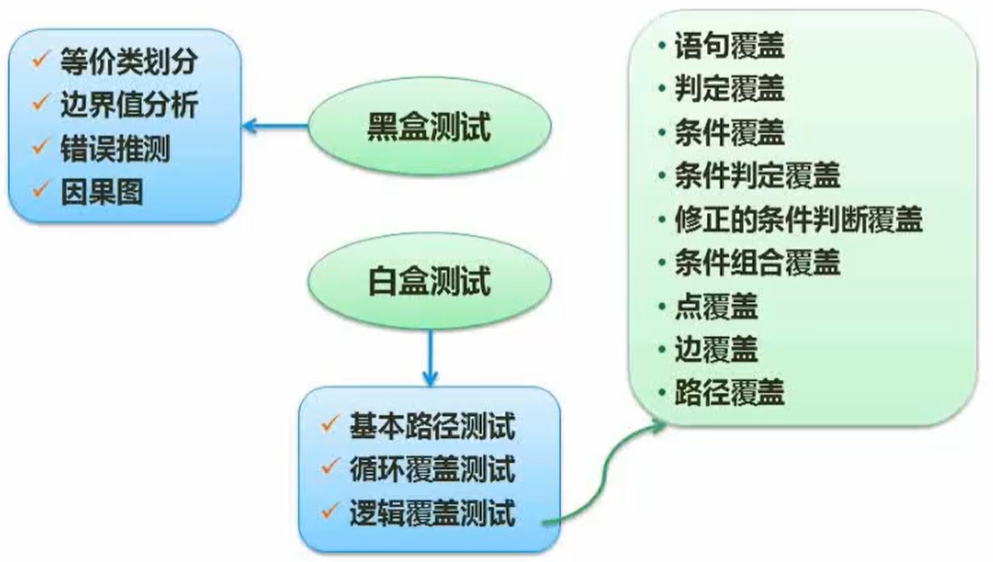 等价类划分
边界值分析
错误推测
因果图
黑盒测试
白盒测试
基本路径测试
循环覆盖测试
逻辑覆盖测试
语句覆盖
判定覆盖
条件覆盖
条件判定覆盖
修正的条件判断覆盖
条件组合覆盖
点覆盖
边覆盖
路径覆盖